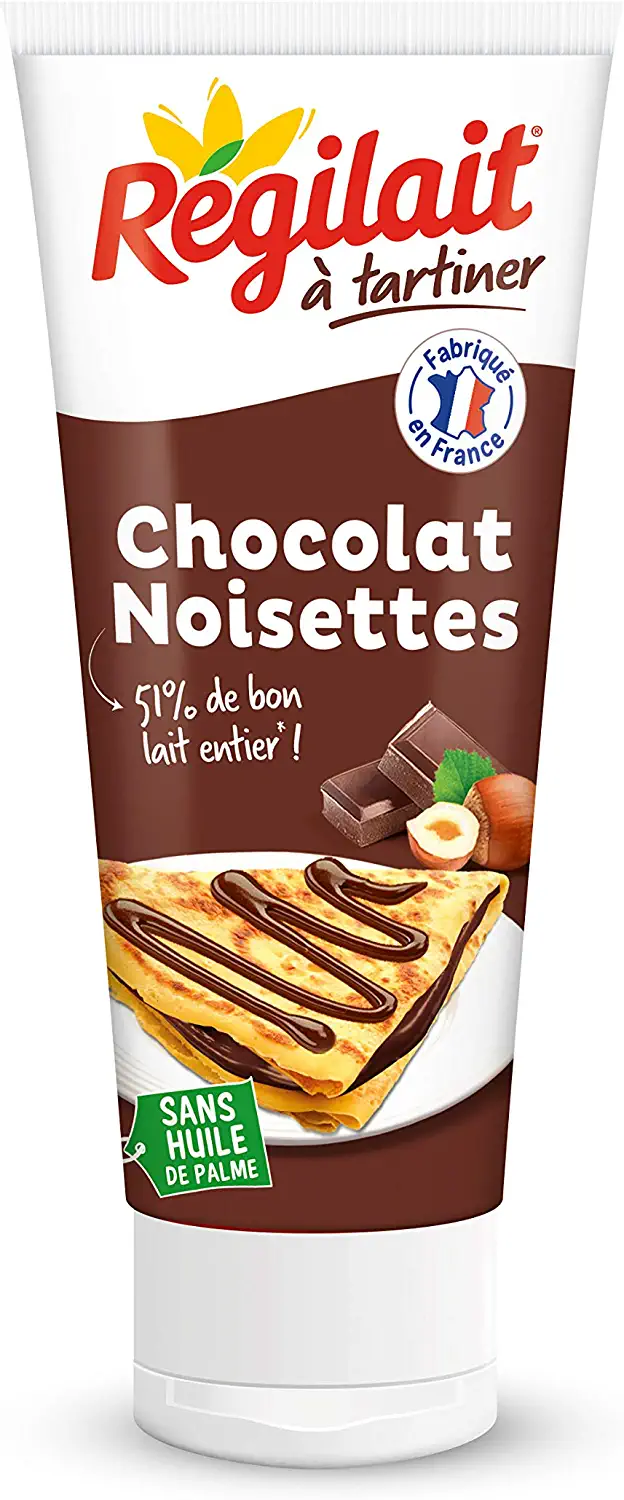 Régilait®
à tartiner
Fabriqué
en France
Chocolat
Noisettes
51% de bon
lait entier* !
SANS
HUILE
DE PALME